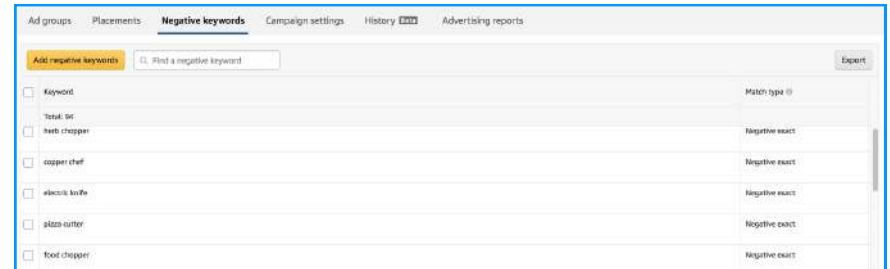 Ad groups Placements Negative keywords Campaign settings History Beta Advertising reports
Add negative keywords Find a negative keyword Export
Keyword Match type
Total: 94
herb chopper Negative exact
copper chef Negative exact
electric knife Negative exact
pizza cutter Negative exact
food chopper Negative exact